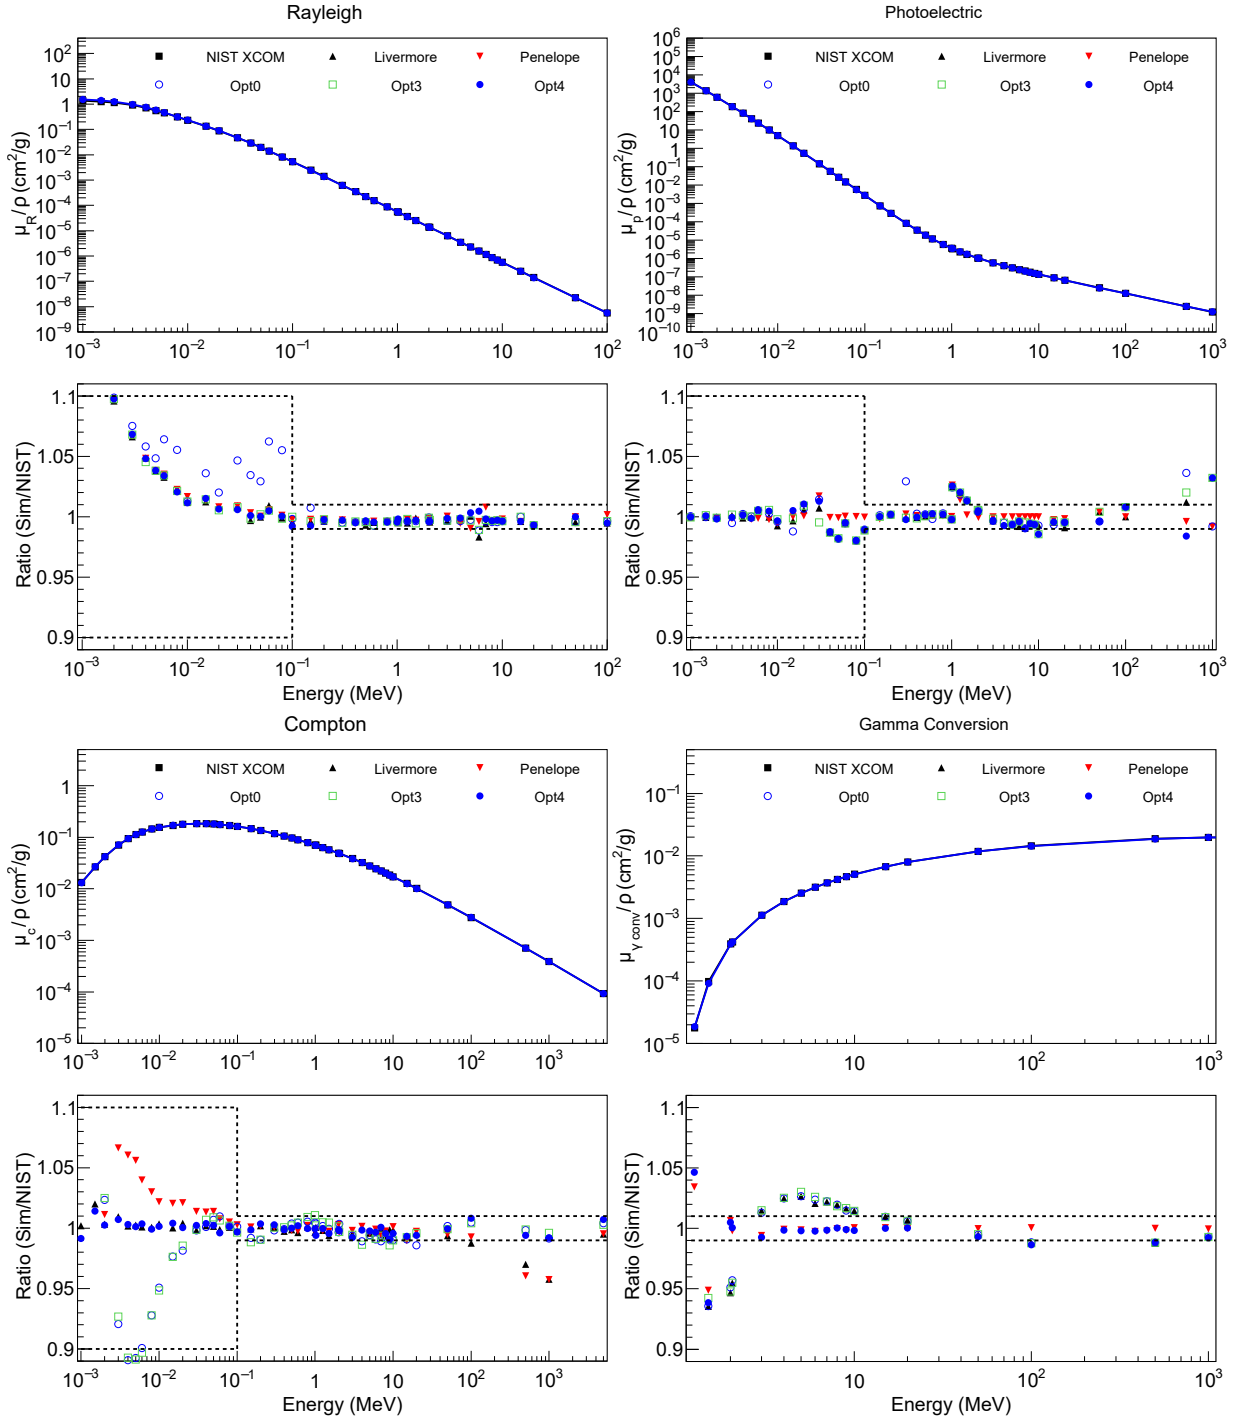 Rayleigh
NIST XCOM Livermore Penelope
Opt0 Opt3 Opt4
10² 10 1 10⁻¹ 10⁻² 10⁻³ 10⁻⁴ 10⁻⁵ 10⁻⁶ 10⁻⁷ 10⁻⁸ 10⁻⁹
μ_R/ρ (cm²/g)
10⁻³ 10⁻² 10⁻¹ 1 10 10²
1.1 1.05 1 0.95 0.9
Ratio (Sim/NIST)
10⁻³ 10⁻² 10⁻¹ 1 10 10²
Energy (MeV)
Photoelectric
NIST XCOM Livermore Penelope
Opt0 Opt3 Opt4
10⁶ 10⁵ 10⁴ 10³ 10² 10 1 10⁻¹ 10⁻² 10⁻³ 10⁻⁴ 10⁻⁵ 10⁻⁶ 10⁻⁷ 10⁻⁸ 10⁻⁹ 10⁻¹⁰
μ_p/ρ (cm²/g)
10⁻³ 10⁻² 10⁻¹ 1 10 10² 10³
1.1 1.05 1 0.95 0.9
Ratio (Sim/NIST)
10⁻³ 10⁻² 10⁻¹ 1 10 10² 10³
Energy (MeV)
Compton
NIST XCOM Livermore Penelope
Opt0 Opt3 Opt4
1 10⁻¹ 10⁻² 10⁻³ 10⁻⁴ 10⁻⁵
μ_c/ρ (cm²/g)
10⁻³ 10⁻² 10⁻¹ 1 10 10² 10³
1.1 1.05 1 0.95 0.9
Ratio (Sim/NIST)
10⁻³ 10⁻² 10⁻¹ 1 10 10² 10³
Energy (MeV)
Gamma Conversion
NIST XCOM Livermore Penelope
Opt0 Opt3 Opt4
10⁻¹ 10⁻² 10⁻³ 10⁻⁴ 10⁻⁵
μ_γ conv/ρ (cm²/g)
10 10² 10³
1.1 1.05 1 0.95 0.9
Ratio (Sim/NIST)
10 10² 10³
Energy (MeV)